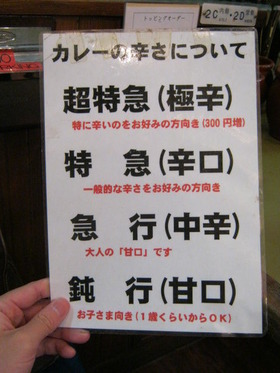 カレーの辛さについて
超特急(極辛)
特に辛いのをお好みの方向き(300円増)
特 急(辛口)
一般的な辛さをお好みの方向き
急 行(中辛)
大人の「甘口」です
鈍 行(甘口)
お子さま向き(1歳くらいからOK)